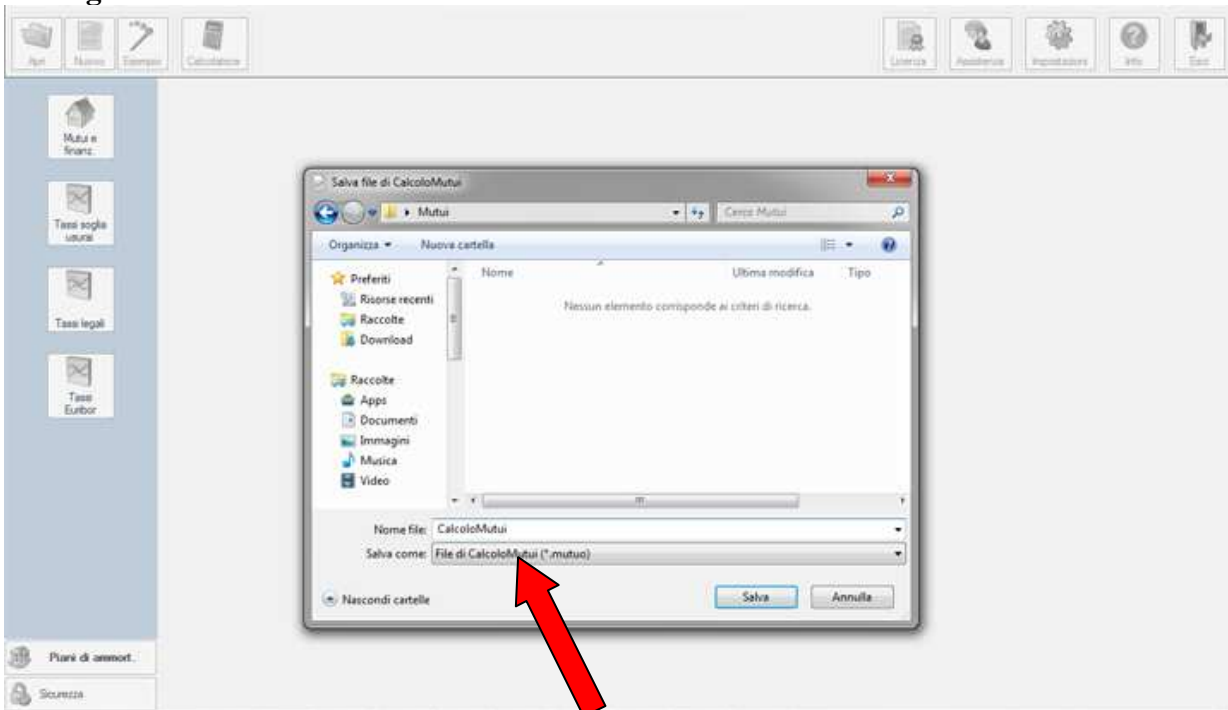 Apri
Nuovo
Esempio
Calcolatrice
Licenza
Assistenza
Impostazioni
Info
Esci
Mutui e
finanz.
Tassi soglia
usurai
Tassi legali
Tassi
Euribor
Piani di ammort.
Sicurezza
Salva file di CalcoloMutui
Mutui
Cerca Mutui
Organizza
Nuova cartella
Nome
Ultima modifica
Tipo
Nessun elemento corrisponde ai criteri di ricerca.
Preferiti
Risorse recenti
Raccolte
Download
Raccolte
Apps
Documenti
Immagini
Musica
Video
Nome file:
CalcoloMutui
Salva come:
File di CalcoloMutui (*.mutuo)
Nascondi cartelle
Salva
Annulla